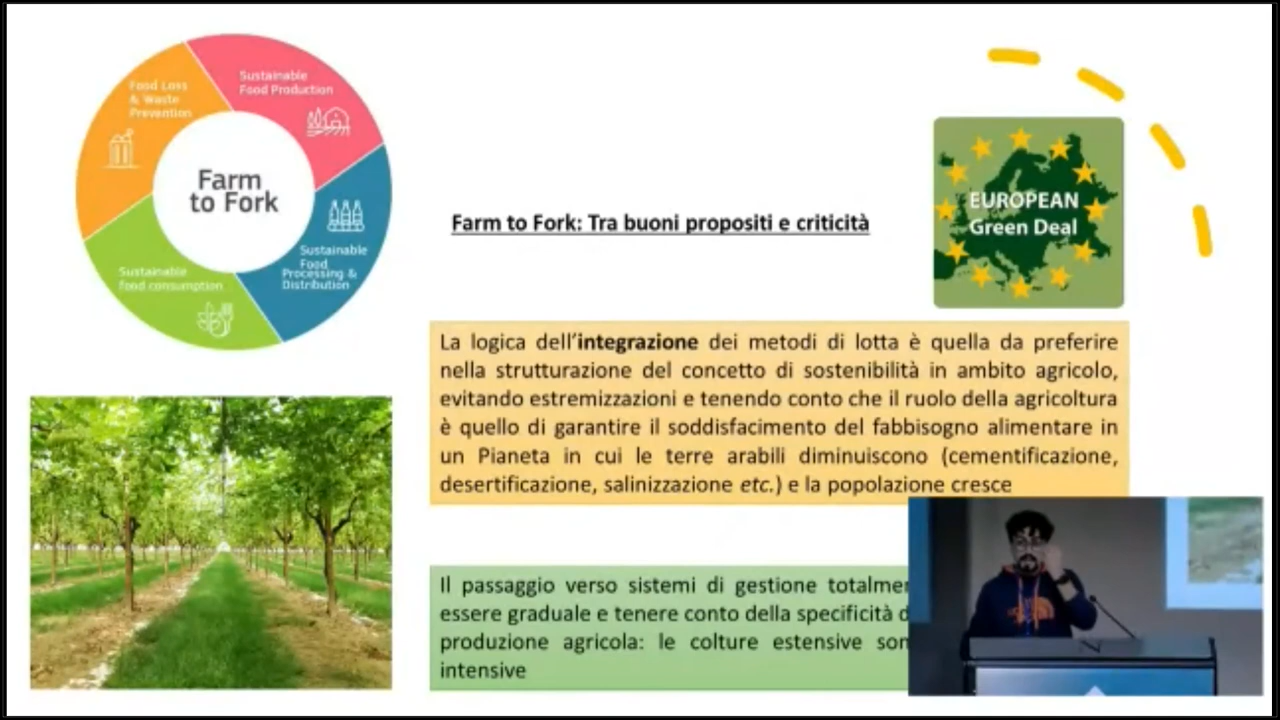 Food Loss
& Waste
Prevention
Sustainable
Food Production
Farm
to Fork
Sustainable
Food
Processing &
Distribution
Sustainable
food consumption
EUROPEAN
Green Deal
Farm to Fork: Tra buoni propositi e criticità
La logica dell'integrazione dei metodi di lotta è quella da preferire
nella strutturazione del concetto di sostenibilità in ambito agricolo,
evitando estremizzazioni e tenendo conto che il ruolo della agricoltura
è quello di garantire il soddisfacimento del fabbisogno alimentare in
un Pianeta in cui le terre arabili diminuiscono (cementificazione,
desertificazione, salinizzazione etc.) e la popolazione cresce
Il passaggio verso sistemi di gestione
essere graduale e tenere conto della specificità
produzione agricola: le colture estensive
intensive